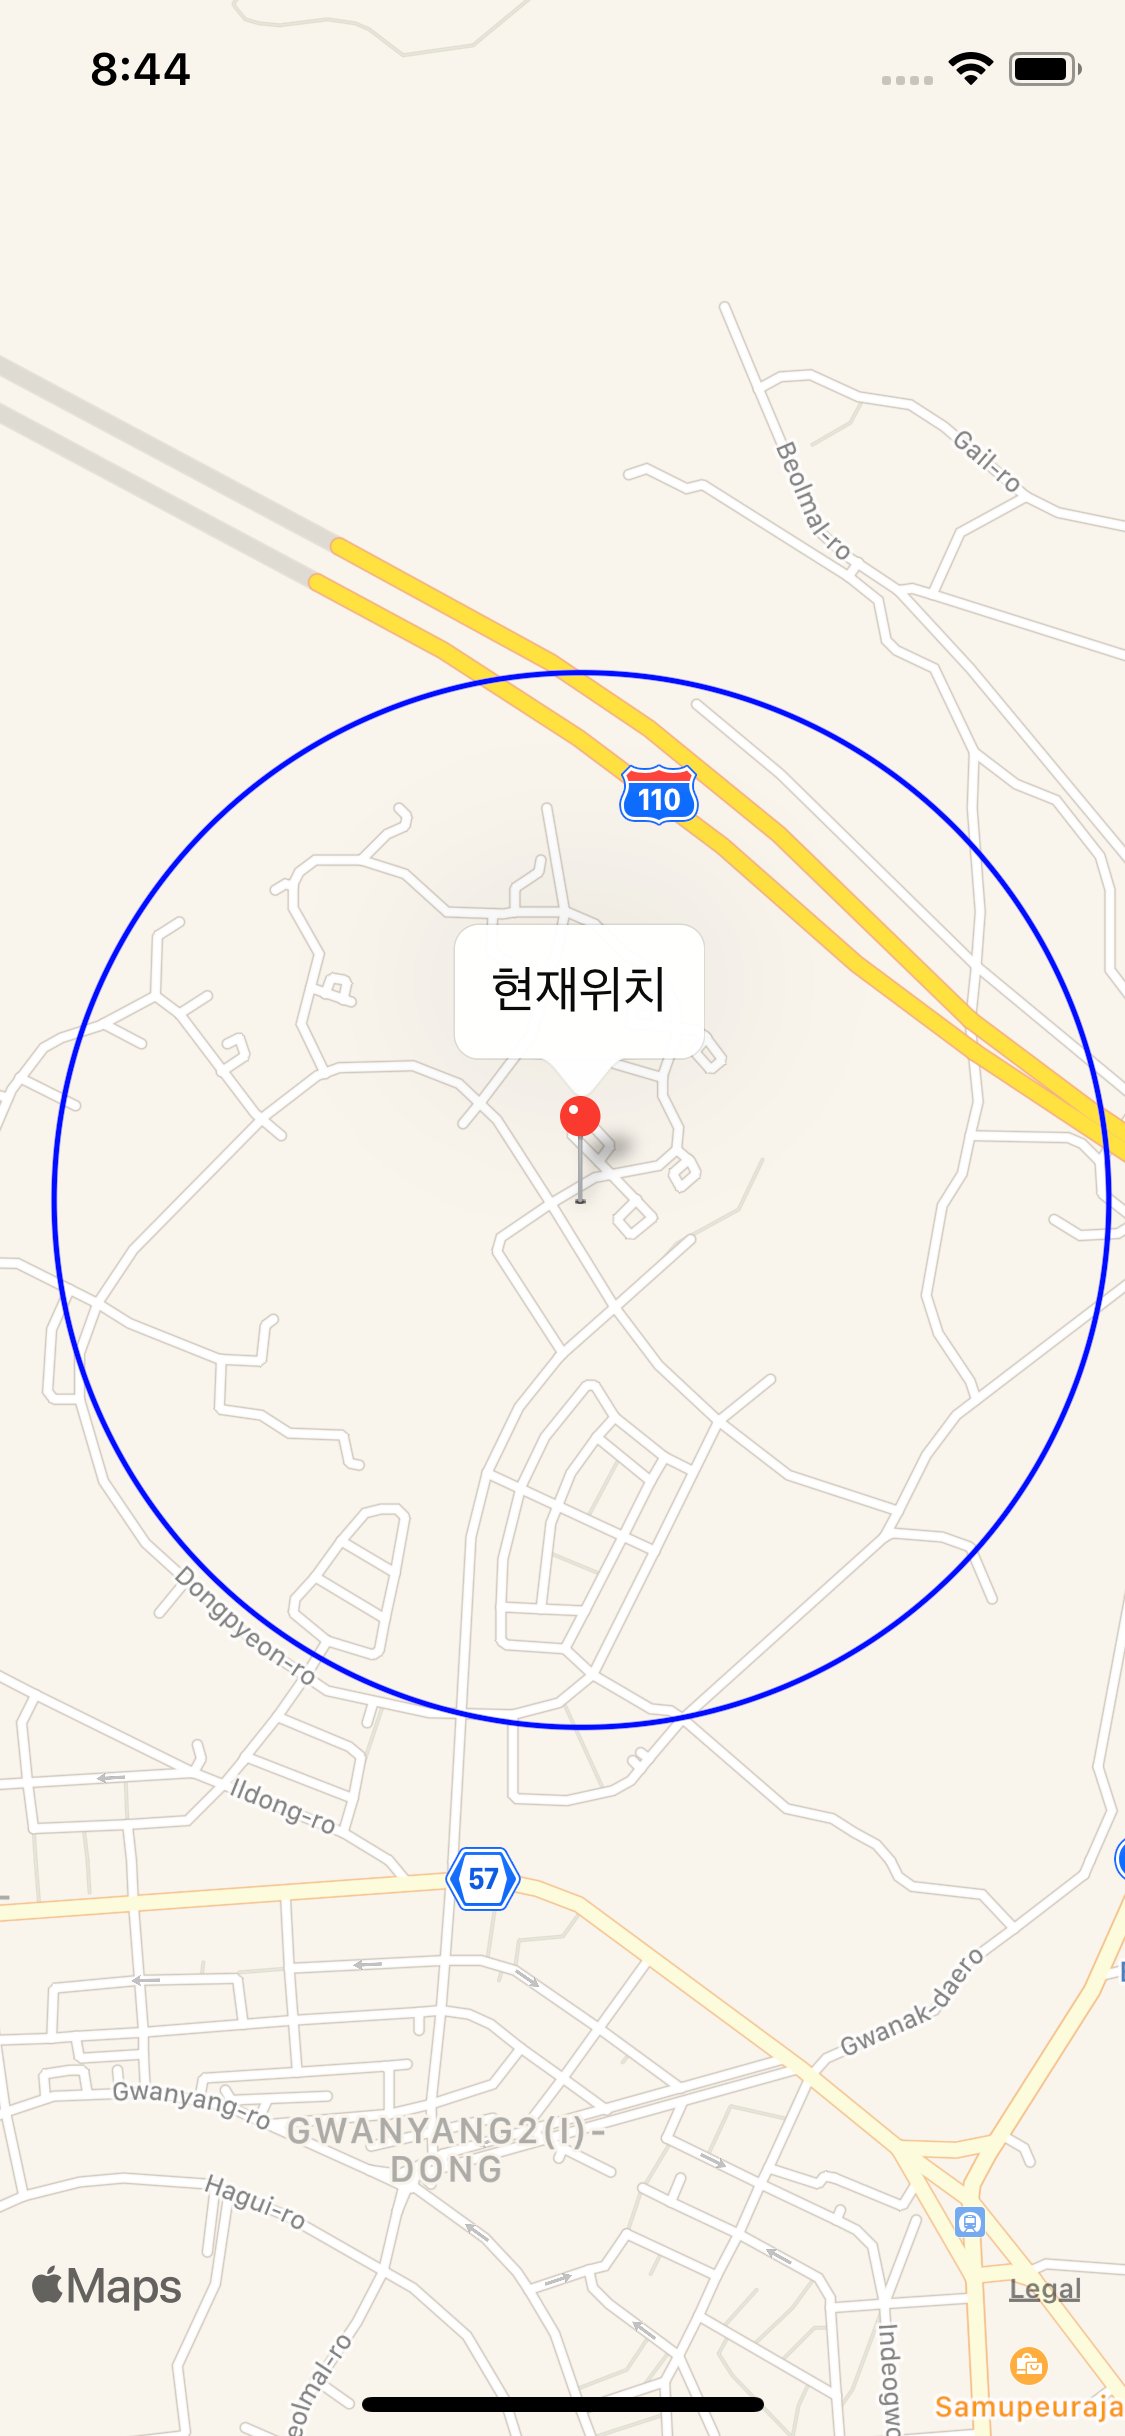 8:44
Gail-ro
Beolmal-ro
110
현재위치
Dongpyeon-ro
Ildong-ro
57
Gwanak-daero
Gwanyang-ro
GWANYANG2(I)-
DONG
Hagui-ro
Maps
Legal
eolmal-ro
Indeogwo
Samupeuraja